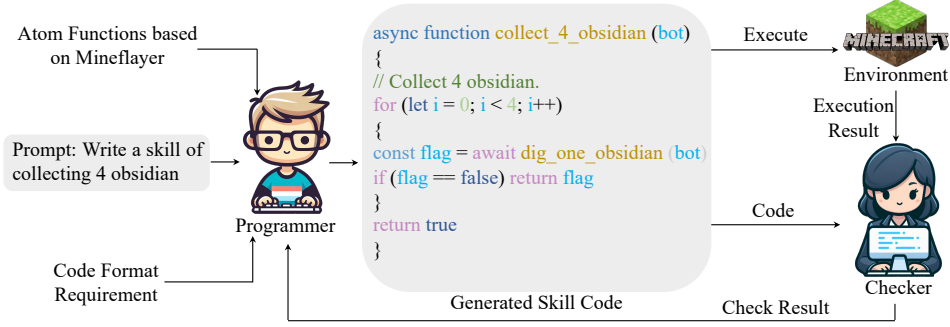 Atom Functions based
on Mineflayer
Prompt: Write a skill of
collecting 4 obsidian
Code Format
Requirement
Programmer
async function collect_4_obsidian (bot)
{
// Collect 4 obsidian.
for (let i = 0; i < 4; i++)
{
const flag = await dig_one_obsidian (bot)
if (flag == false) return flag
}
return true
}
Generated Skill Code
Execute
MINECRAFT
Environment
Execution
Result
Code
Checker
Check Result